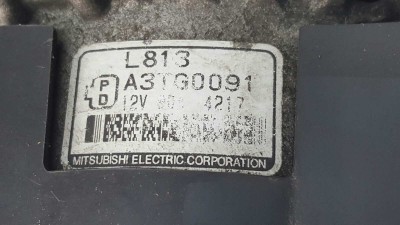 L813
P
D
A3TG0091
12V 4217
MITSUBISHI ELECTRIC CORPORATION